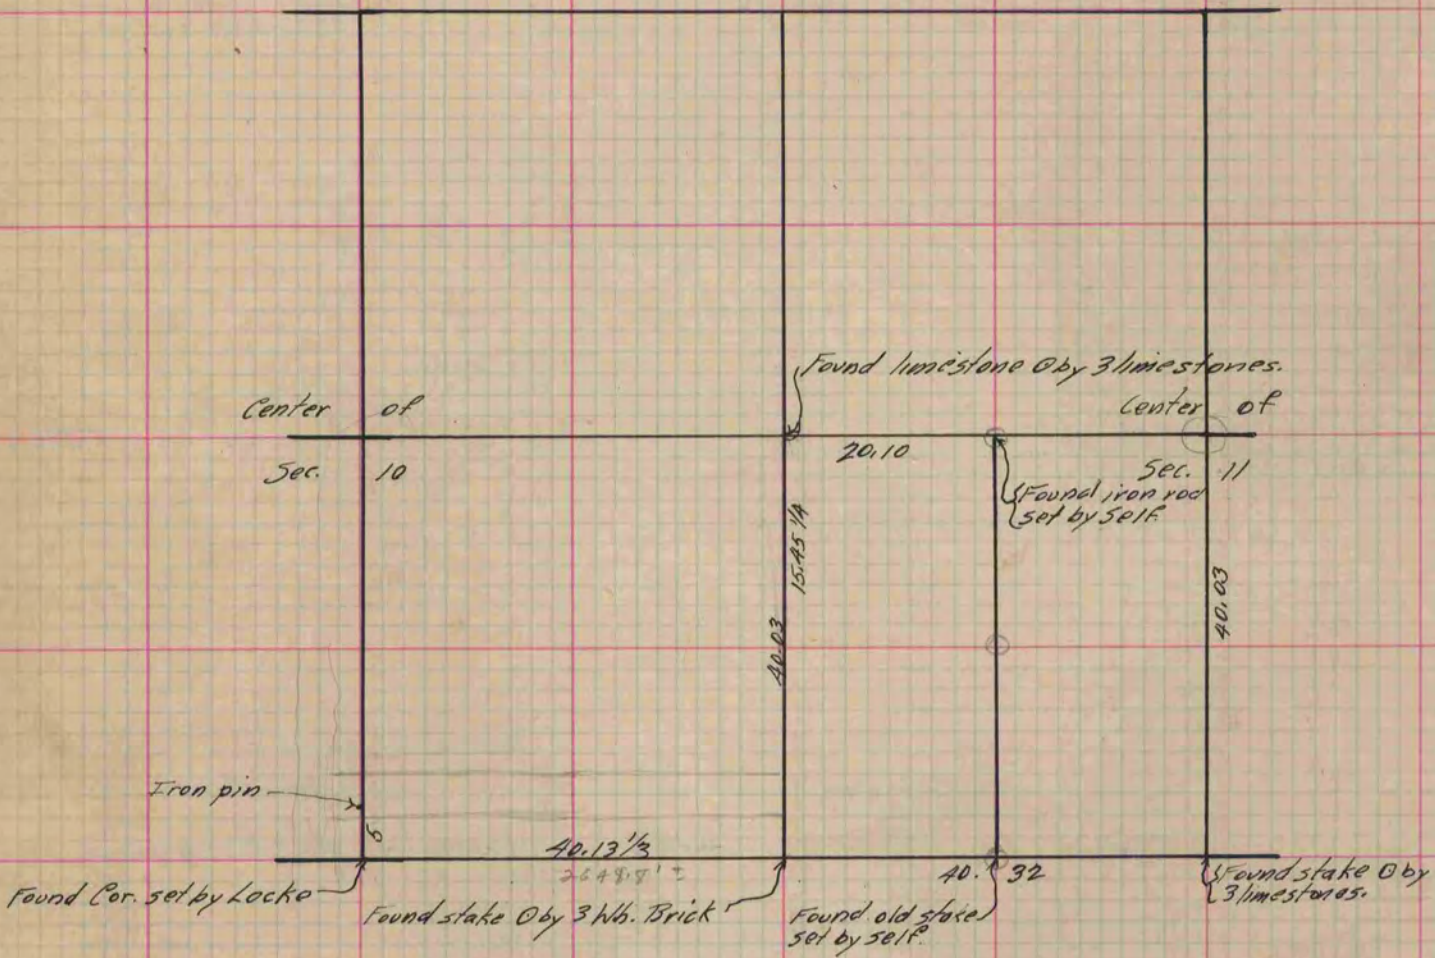 Found limestone ⊙ by 3 limestones.
Center of
Center of
20.10
Sec. 10
Sec. 11
Found iron rod
set by self.
15.45 1/4
40.03
40.03
Iron pin
5
40.13 1/3
2648.8' ±
40. 32
Found Cor. set by Locke
Found stake ⊙ by 3 Wh. Brick
Found old stake
set by self.
Found stake ⊙ by
3 limestones.